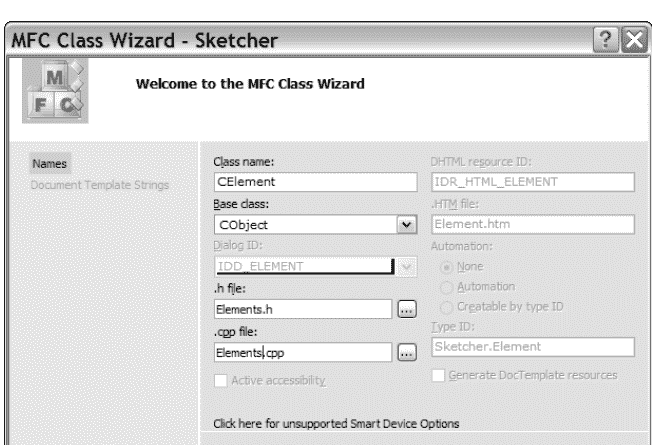 MFC Class Wizard - Sketcher
M
F C
Welcome to the MFC Class Wizard
Names
Document Template Strings
Class name:
CElement
Base class:
CObject
Dialog ID:
IDD_ELEMENT
.h file:
Elements.h
...
.cpp file:
Elements.cpp
...
Active accessibility
DHTML resource ID:
IDR_HTML_ELEMENT
.HTM file:
Element.htm
Automation:
None
Automation
Creatable by type ID
Type ID:
Sketcher.Element
Generate DocTemplate resources
Click here for unsupported Smart Device Options